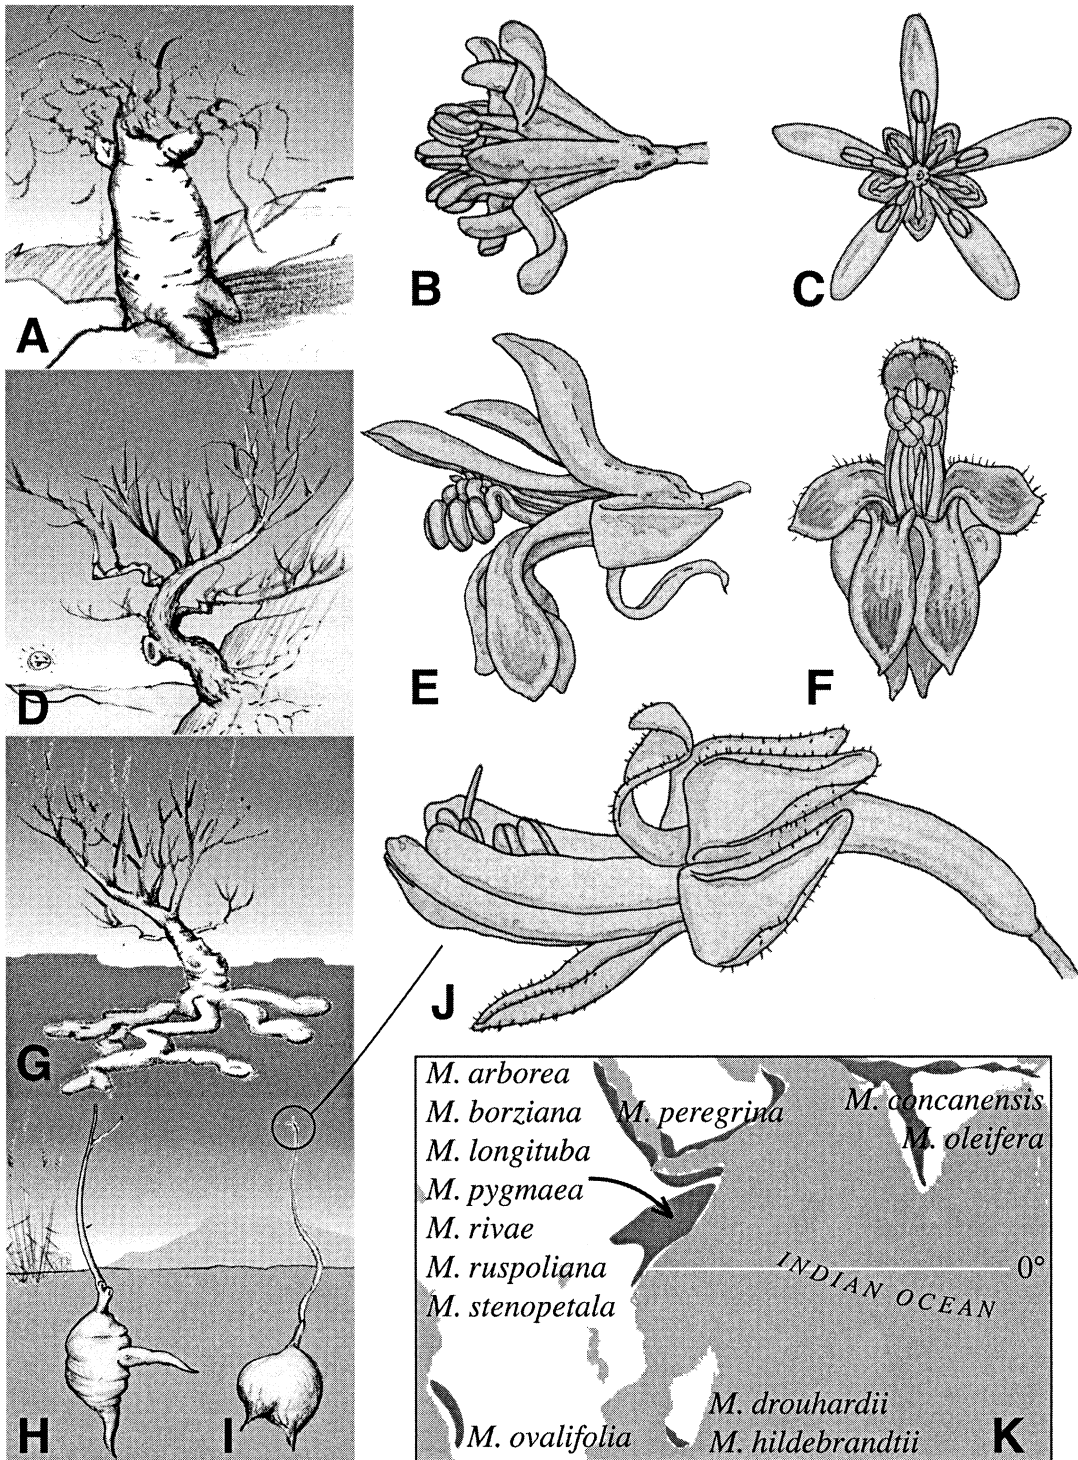 A
B
C
D
E
F
G
J
H
I
M. arborea
M. borziana
M. longituba
M. pygmaea
M. rivae
M. ruspoliana
M. stenopetala
M. peregrina
M. concanensis
M. oleifera
0°
INDIAN OCEAN
M. ovalifolia
M. drouhardii
M. hildebrandtii
K